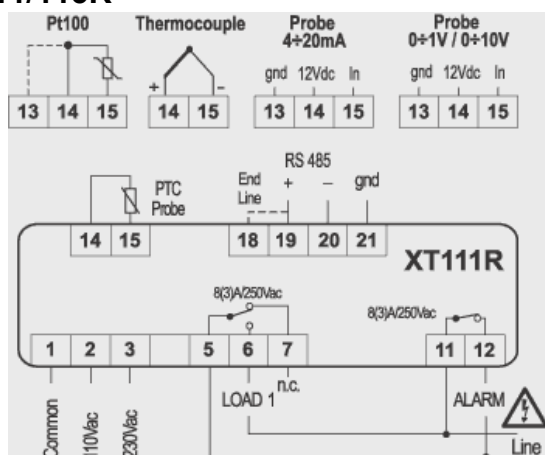 Pt100 Thermocouple Probe Probe
4÷20mA 0÷1V / 0÷10V
gnd 12Vdc In gnd 12Vdc In
+ –
13 14 15 14 15 13 14 15 13 14 15
RS 485
PTC Probe
End Line + – gnd
14 15 18 19 20 21
XT111R
8(3)A/250Vac 8(3)A/250Vac
1 2 3 5 6 7 11 12
LOAD 1 n.c. ALARM
Common 230Vac
Line